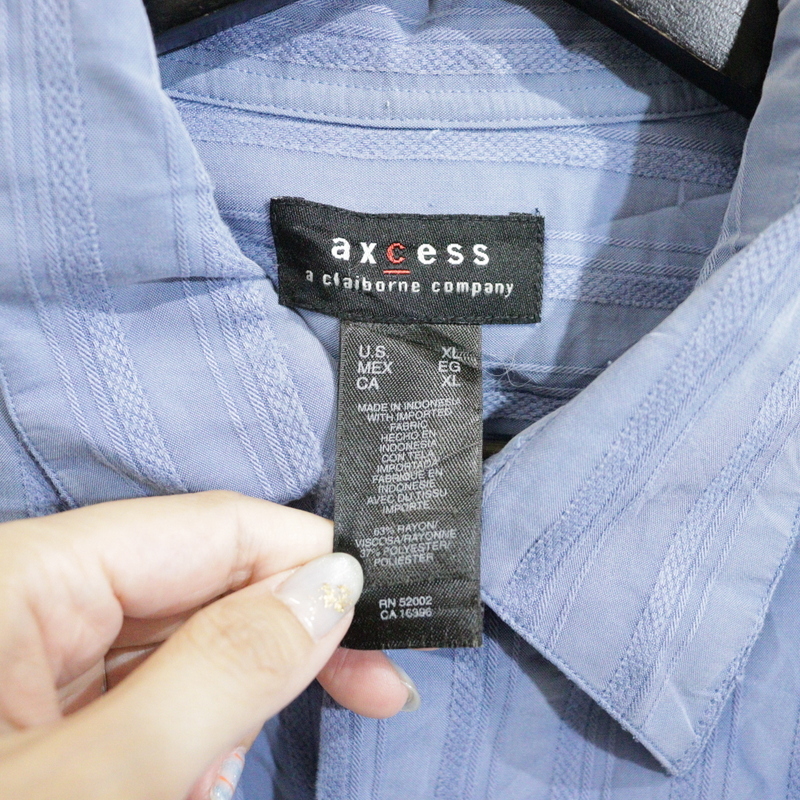 axcess
a claiborne company
U.S. XL
MEX EG
CA XL
MADE IN INDONESIA
WITH IMPORTED
FABRIC
HECHO EN
INDONESIA
CON TELA
IMPORTADA
FABRIQUE EN
INDONESIE
AVEC DU TISSU
IMPORTE
63% RAYON/
VISCOSA/RAYONNE
37% POLYESTER/
POLIESTER
RN 52002
CA 16396